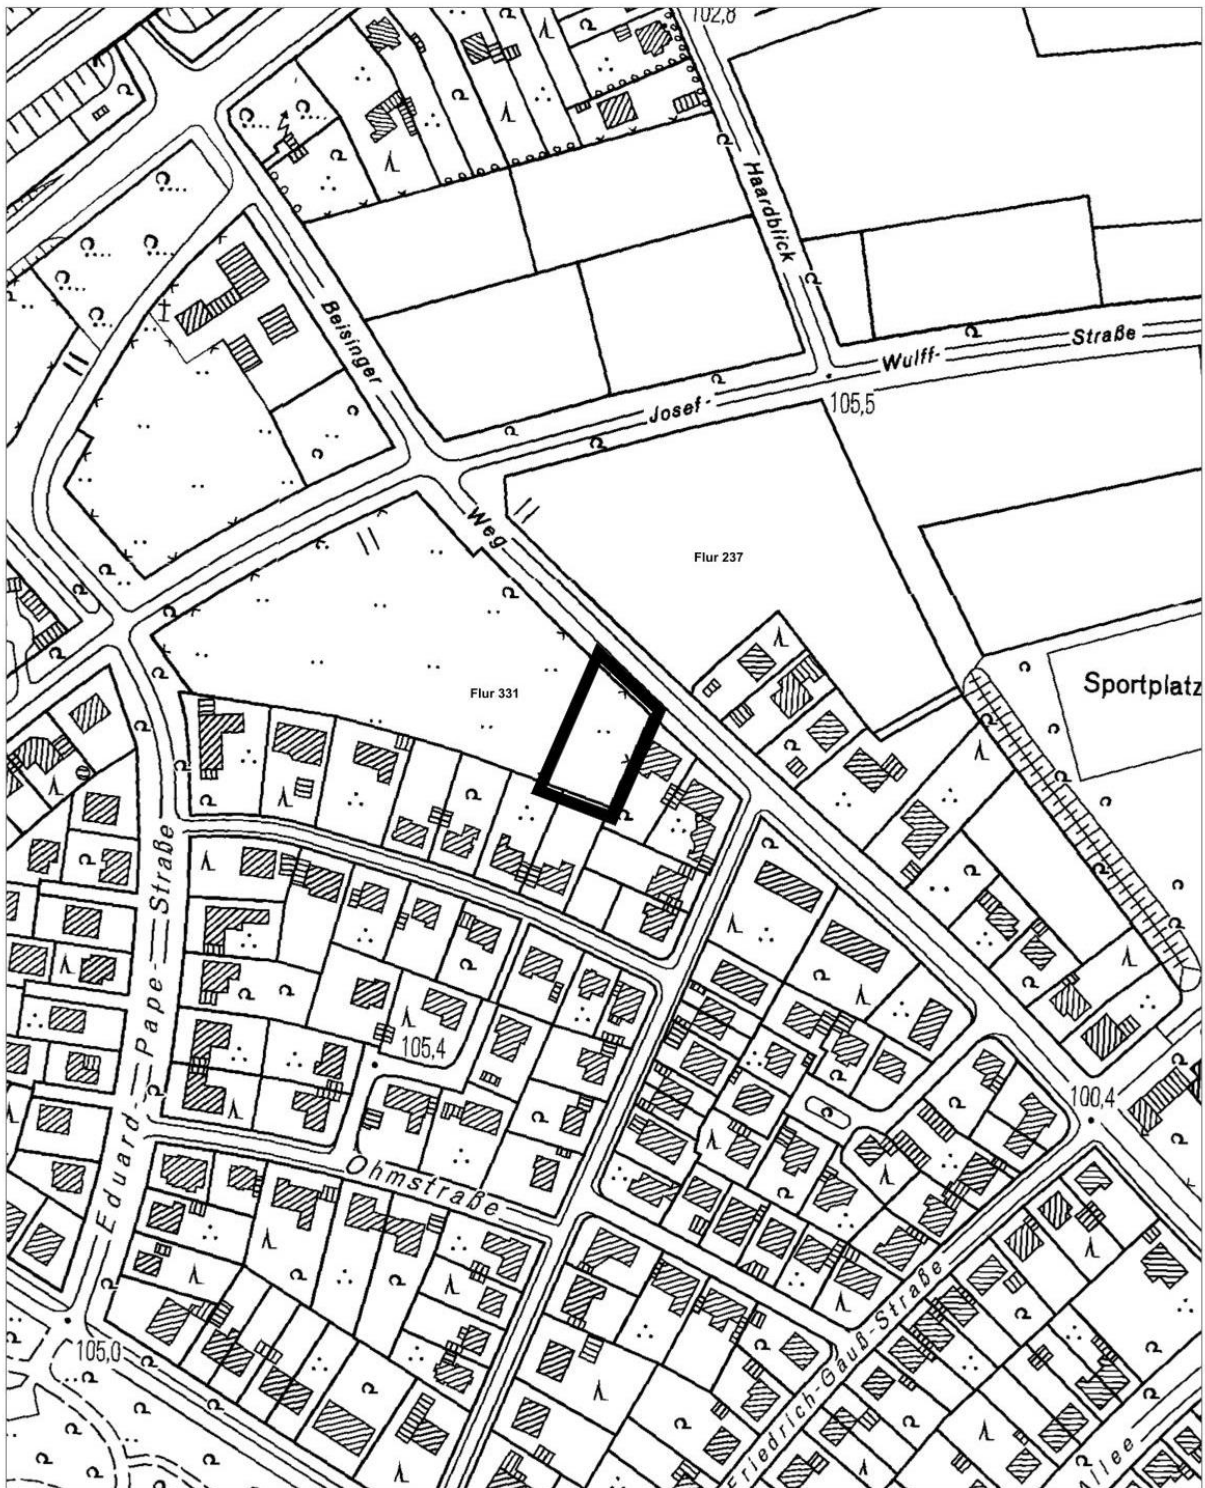 102,8
Haardblick
Beisinger
Weg
Josef-
Wulff-
Straße
105,5
Flur 237
Flur 331
Sportplatz
Eduard-
Pape-
Straße
105,4
100,4
Ohmstraße
Friedrich-Gauß-Straße
105,0
Allee